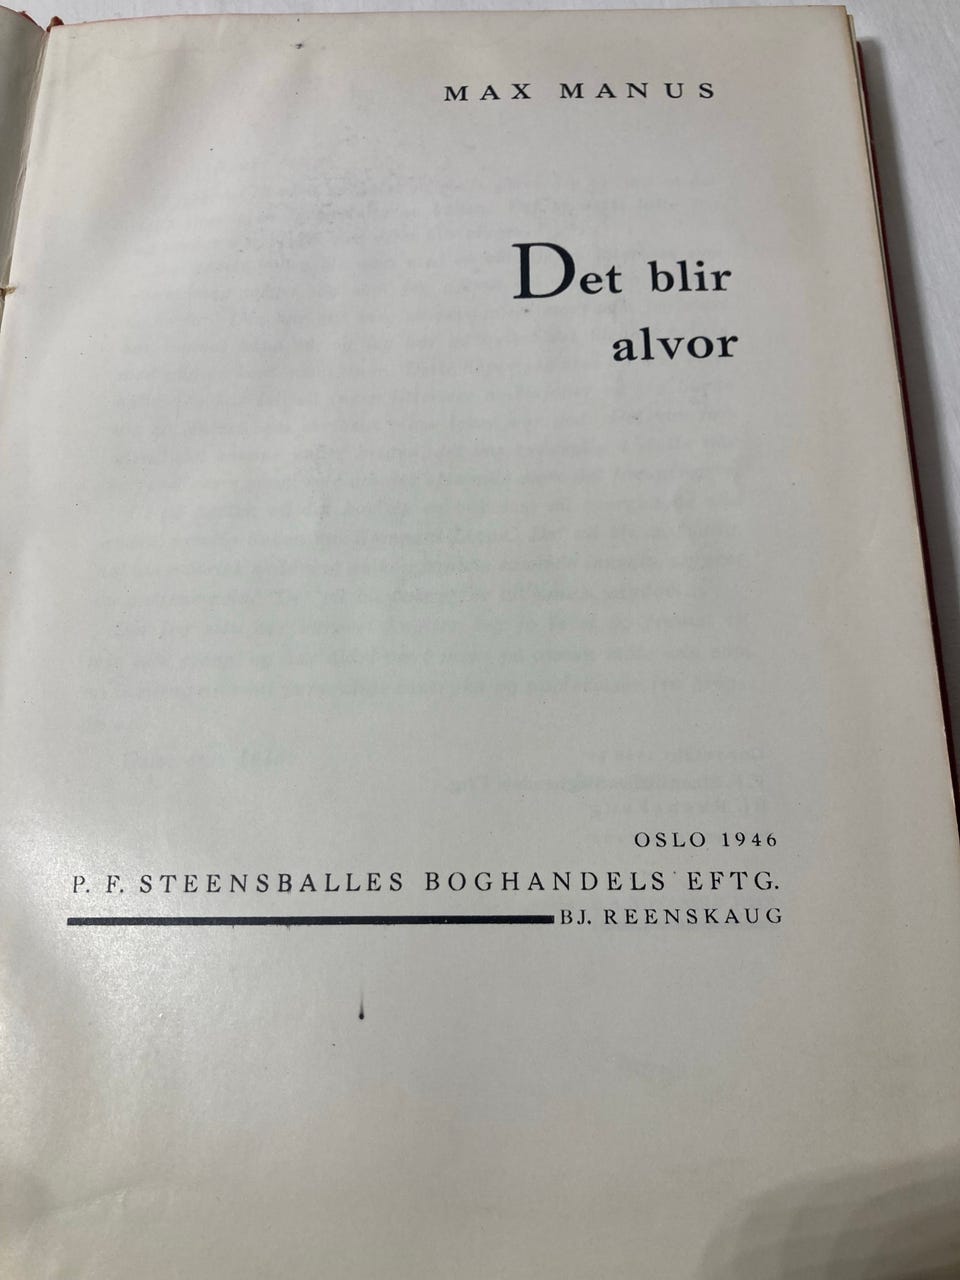 MAX MANUS
Det blir
alvor
OSLO 1946
P. F. STEENSBALLES BOGHANDELS EFTG.
BJ. REENSKAUG